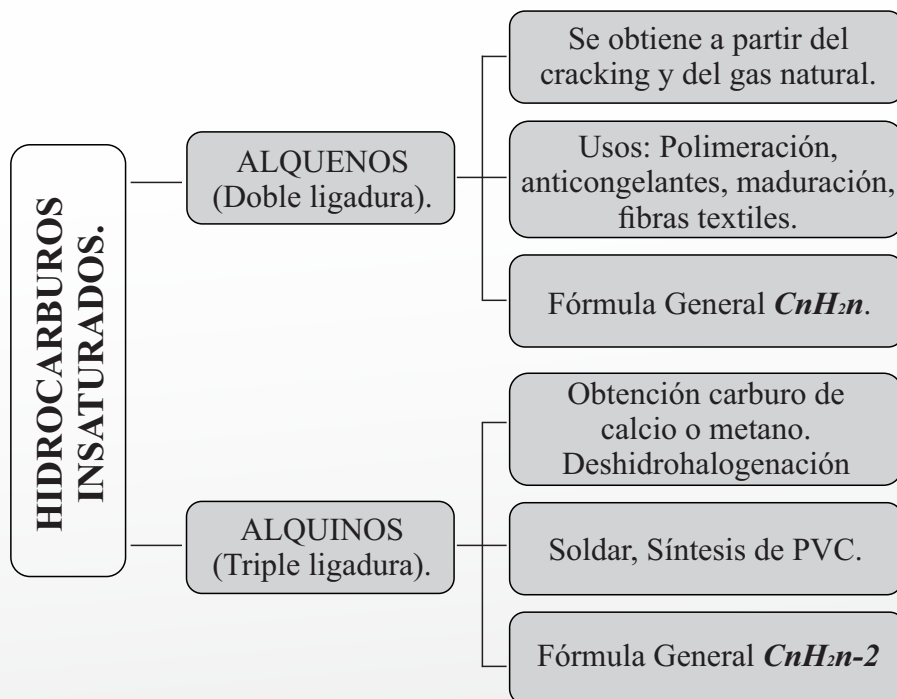 HIDROCARBUROS
INSATURADOS.
ALQUENOS
(Doble ligadura).
Se obtiene a partir del
cracking y del gas natural.
Usos: Polimeración,
anticongelantes, maduración,
fibras textiles.
Fórmula General CnH₂n.
ALQUINOS
(Triple ligadura).
Obtención carburo de
calcio o metano.
Deshidrohalogenación
Soldar, Síntesis de PVC.
Fórmula General CnH₂n-2